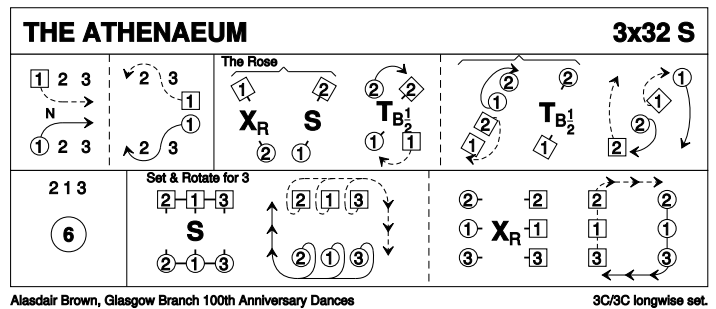 THE ATHENAEUM 3x32 S
The Rose
1 2 3 2 3 1 2 1 2 2 2
N 1 XR S TB½ 1 TB½ 1
1 2 3 1 2 3 2 1 1 1 2 1 2 2
2 1 3 Set & Rotate for 3
2 1 3 2 1 3 2 2 2 2
6 S 1 XR 1 1 1
2 1 3 2 1 3 3 3 3 3
Alasdair Brown, Glasgow Branch 100th Anniversary Dances 3C/3C longwise set.